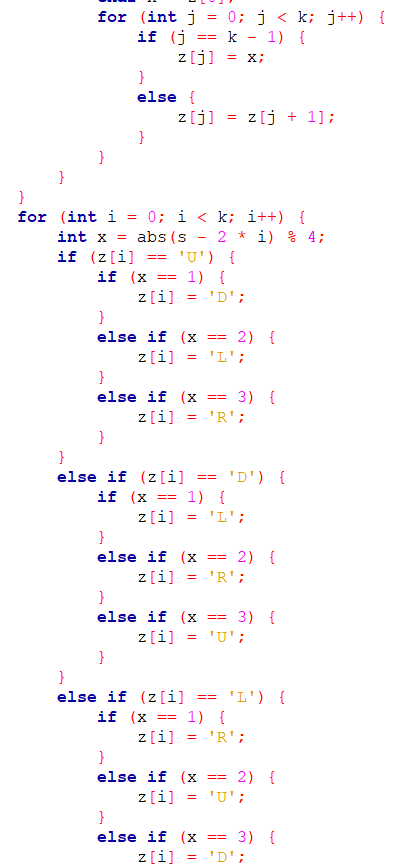 for (int j = 0; j < k; j++) {
if (j == k - 1) {
z[j] = x;
}
else {
z[j] = z[j + 1];
}
}
}
}
for (int i = 0; i < k; i++) {
int x = abs(s - 2 * i) % 4;
if (z[i] == 'U') {
if (x == 1) {
z[i] = 'D';
}
else if (x == 2) {
z[i] = 'L';
}
else if (x == 3) {
z[i] = 'R';
}
}
else if (z[i] == 'D') {
if (x == 1) {
z[i] = 'L';
}
else if (x == 2) {
z[i] = 'R';
}
else if (x == 3) {
z[i] = 'U';
}
}
else if (z[i] == 'L') {
if (x == 1) {
z[i] = 'R';
}
else if (x == 2) {
z[i] = 'U';
}
else if (x == 3) {
z[i] = 'D';